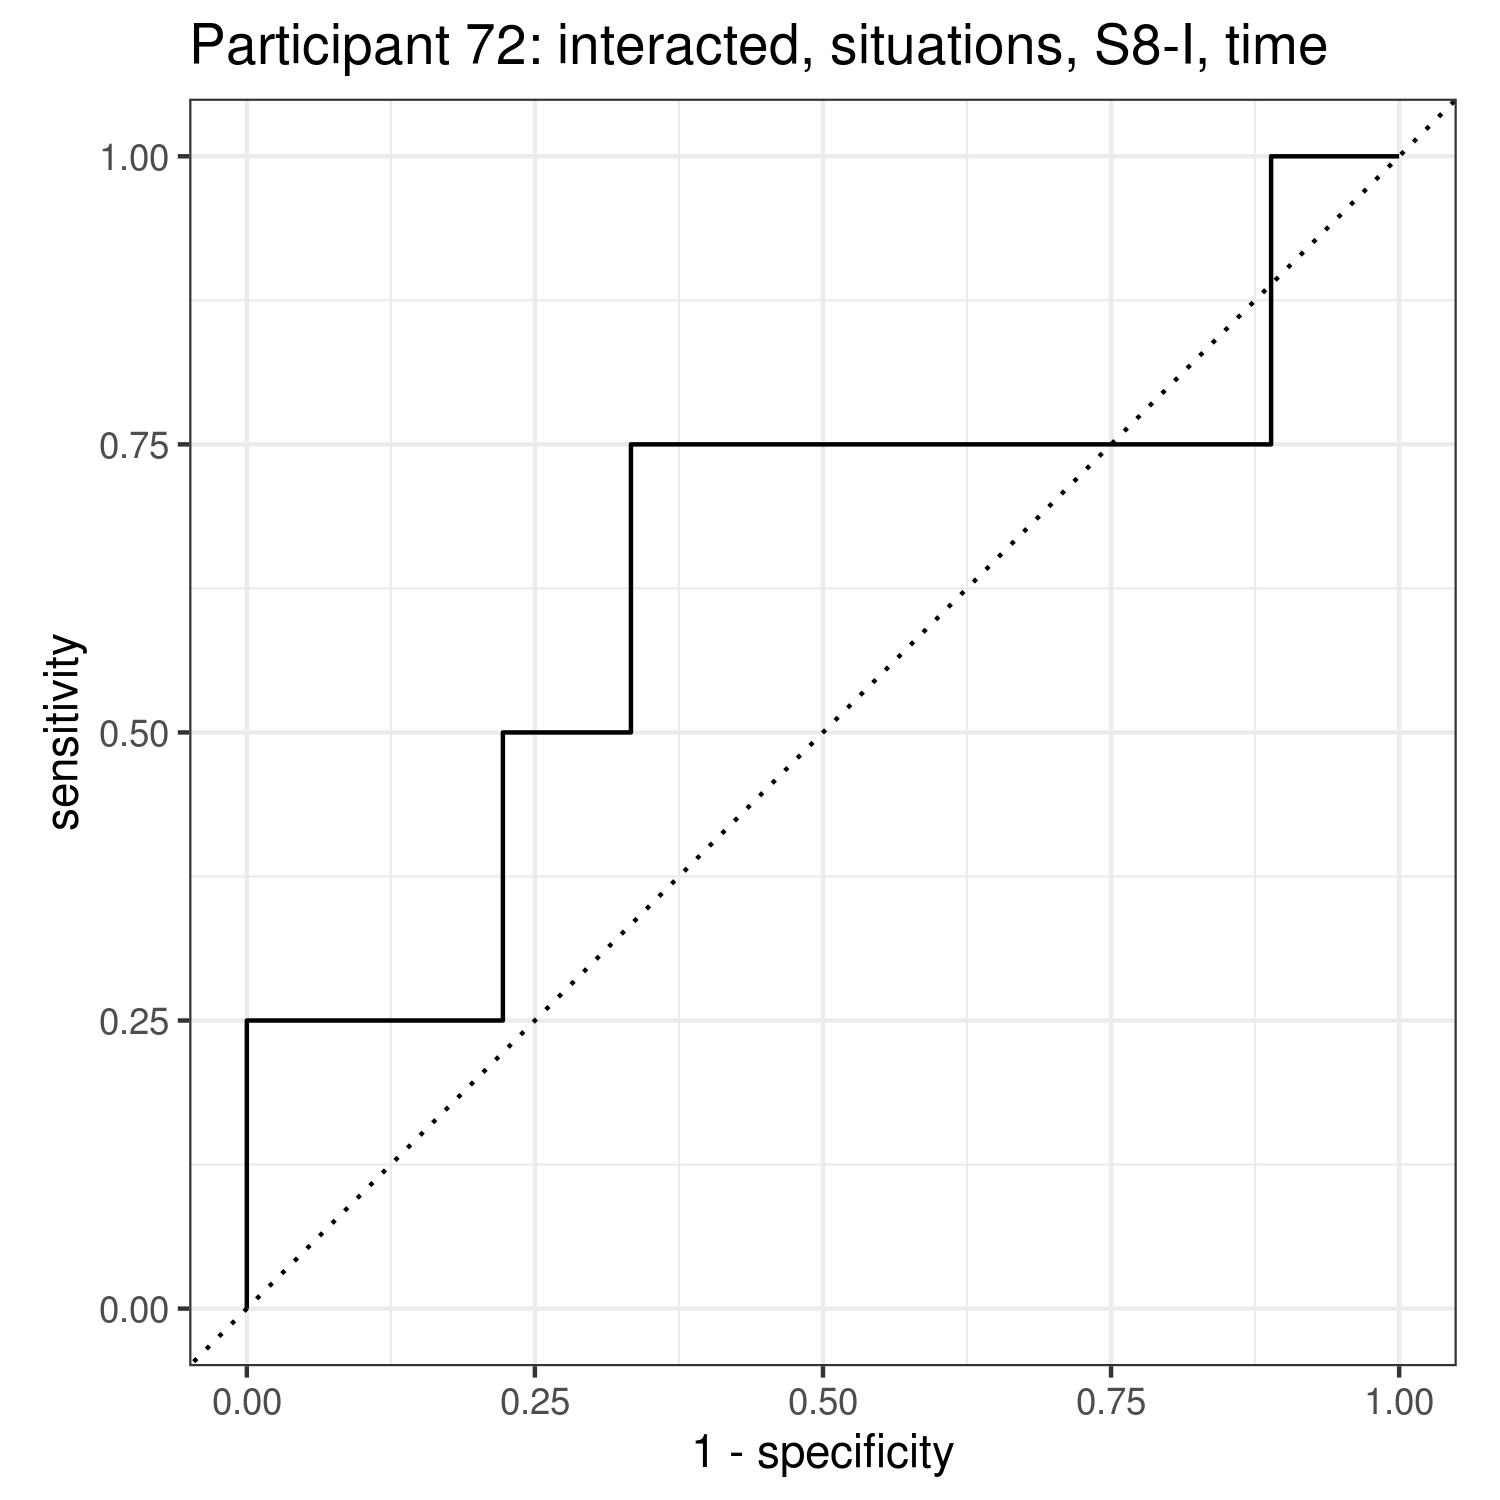 Participant 72: interacted, situations, S8-I, time
1.00
0.75
0.50
0.25
0.00
sensitivity
0.00 0.25 0.50 0.75 1.00
1 - specificity